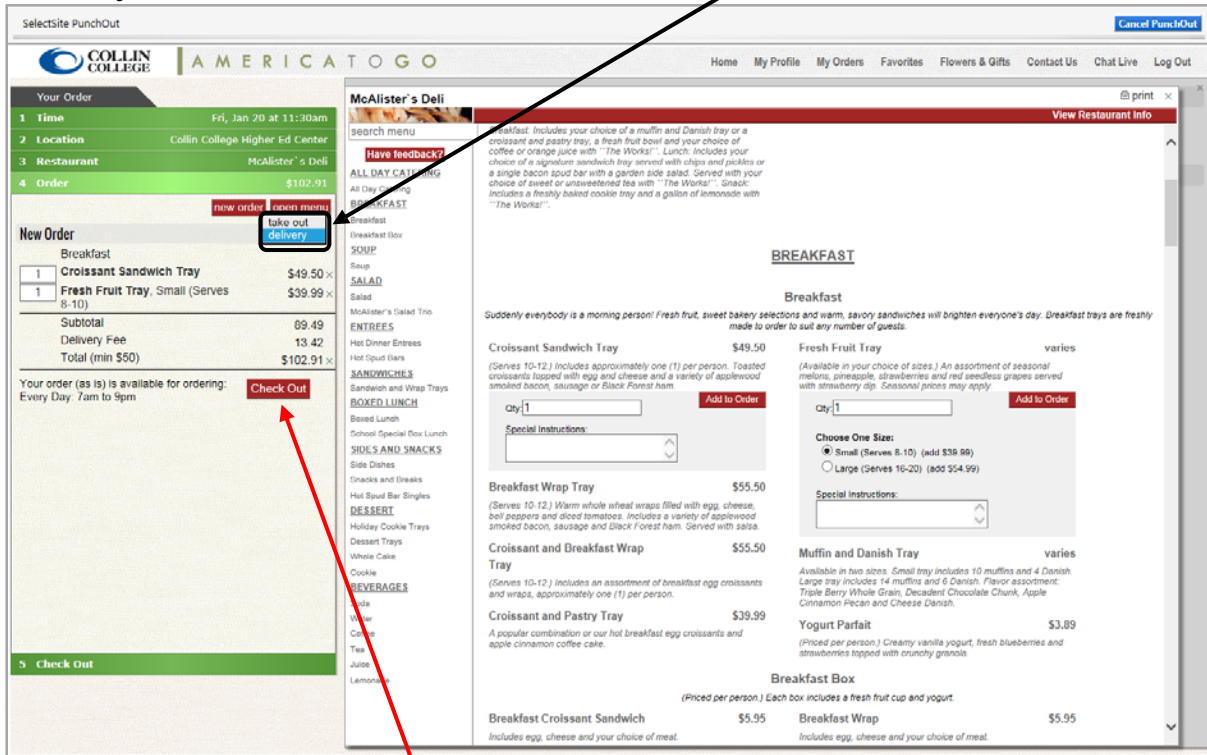 SelectSite PunchOut
Cancel PunchOut
COLLIN
COLLEGE
AMERICATOGO
Home My Profile My Orders Favorites Flowers & Gifts Contact Us Chat Live Log Out
Your Order
1 Time Fri, Jan 20 at 11:30am
2 Location Collin College Higher Ed Center
3 Restaurant McAlister`s Deli
4 Order $102.91
new order open menu
take out
delivery
New Order
Breakfast
1 Croissant Sandwich Tray $49.50 ×
1 Fresh Fruit Tray, Small (Serves
8-10) $39.99 ×
Subtotal 89.49
Delivery Fee 13.42
Total (min $50) $102.91 ×
Your order (as is) is available for ordering:
Every Day: 7am to 9pm
Check Out
5 Check Out
McAlister`s Deli
print ×
View Restaurant Info
search menu
Have feedback?
ALL DAY CATERING
All Day Catering
BREAKFAST
Breakfast
Breakfast Box
SOUP
Soup
SALAD
Salad
McAlister's Salad Trio
ENTREES
Hot Dinner Entrees
Hot Spud Bars
SANDWICHES
Sandwich and Wrap Trays
BOXED LUNCH
Boxed Lunch
School Special Box Lunch
SIDES AND SNACKS
Side Dishes
Snacks and Breaks
Hot Spud Bar Singles
DESSERT
Holiday Cookie Trays
Dessert Trays
Whole Cake
Cookie
BEVERAGES
Soda
Water
Coffee
Tea
Juice
Lemonade
Breakfast: Includes your choice of a muffin and Danish tray or a
croissant and pastry tray, a fresh fruit bowl and your choice of
coffee or orange juice with ``The Works!``. Lunch: Includes your
choice of a signature sandwich tray served with chips and pickles or
a single bacon spud bar with a garden side salad. Served with your
choice of sweet or unsweetened tea with ``The Works!``. Snack:
Includes a freshly baked cookie tray and a gallon of lemonade with
``The Works!``.
BREAKFAST
Breakfast
Suddenly everybody is a morning person! Fresh fruit, sweet bakery selections and warm, savory sandwiches will brighten everyone's day. Breakfast trays are freshly
made to order to suit any number of guests.
Croissant Sandwich Tray $49.50
(Serves 10-12.) Includes approximately one (1) per person. Toasted
croissants topped with egg and cheese and a variety of applewood
smoked bacon, sausage or Black Forest ham.
Qty: 1 Add to Order
Special Instructions:
Breakfast Wrap Tray $55.50
(Serves 10-12.) Warm whole wheat wraps filled with egg, cheese,
bell peppers and diced tomatoes. Includes a variety of applewood
smoked bacon, sausage and Black Forest ham. Served with salsa.
Croissant and Breakfast Wrap $55.50
Tray
(Serves 10-12.) Includes an assortment of breakfast egg croissants
and wraps, approximately one (1) per person.
Croissant and Pastry Tray $39.99
A popular combination or our hot breakfast egg croissants and
apple cinnamon coffee cake.
Fresh Fruit Tray varies
(Available in your choice of sizes.) An assortment of seasonal
melons, pineapple, strawberries and red seedless grapes served
with strawberry dip. Seasonal prices may apply.
Qty: 1 Add to Order
Choose One
Size:
Small (Serves 8-10) (add $39.99)
Large (Serves 16-20) (add $54.99)
Special Instructions:
Muffin and Danish Tray varies
Available in two sizes. Small tray includes 10 muffins and 4 Danish.
Large tray includes 14 muffins and 6 Danish. Flavor assortment:
Triple Berry Whole Grain, Decadent Chocolate Chunk, Apple
Cinnamon Pecan and Cheese Danish.
Yogurt Parfait $3.89
(Priced per person.) Creamy vanilla yogurt, fresh blueberries and
strawberries topped with crunchy granola.
Breakfast Box
(Priced per person.) Each box includes a fresh fruit cup and yogurt.
Breakfast Croissant Sandwich $5.95
Includes egg, cheese and your choice of meat.
Breakfast Wrap $5.95
Includes egg, cheese and your choice of meat.